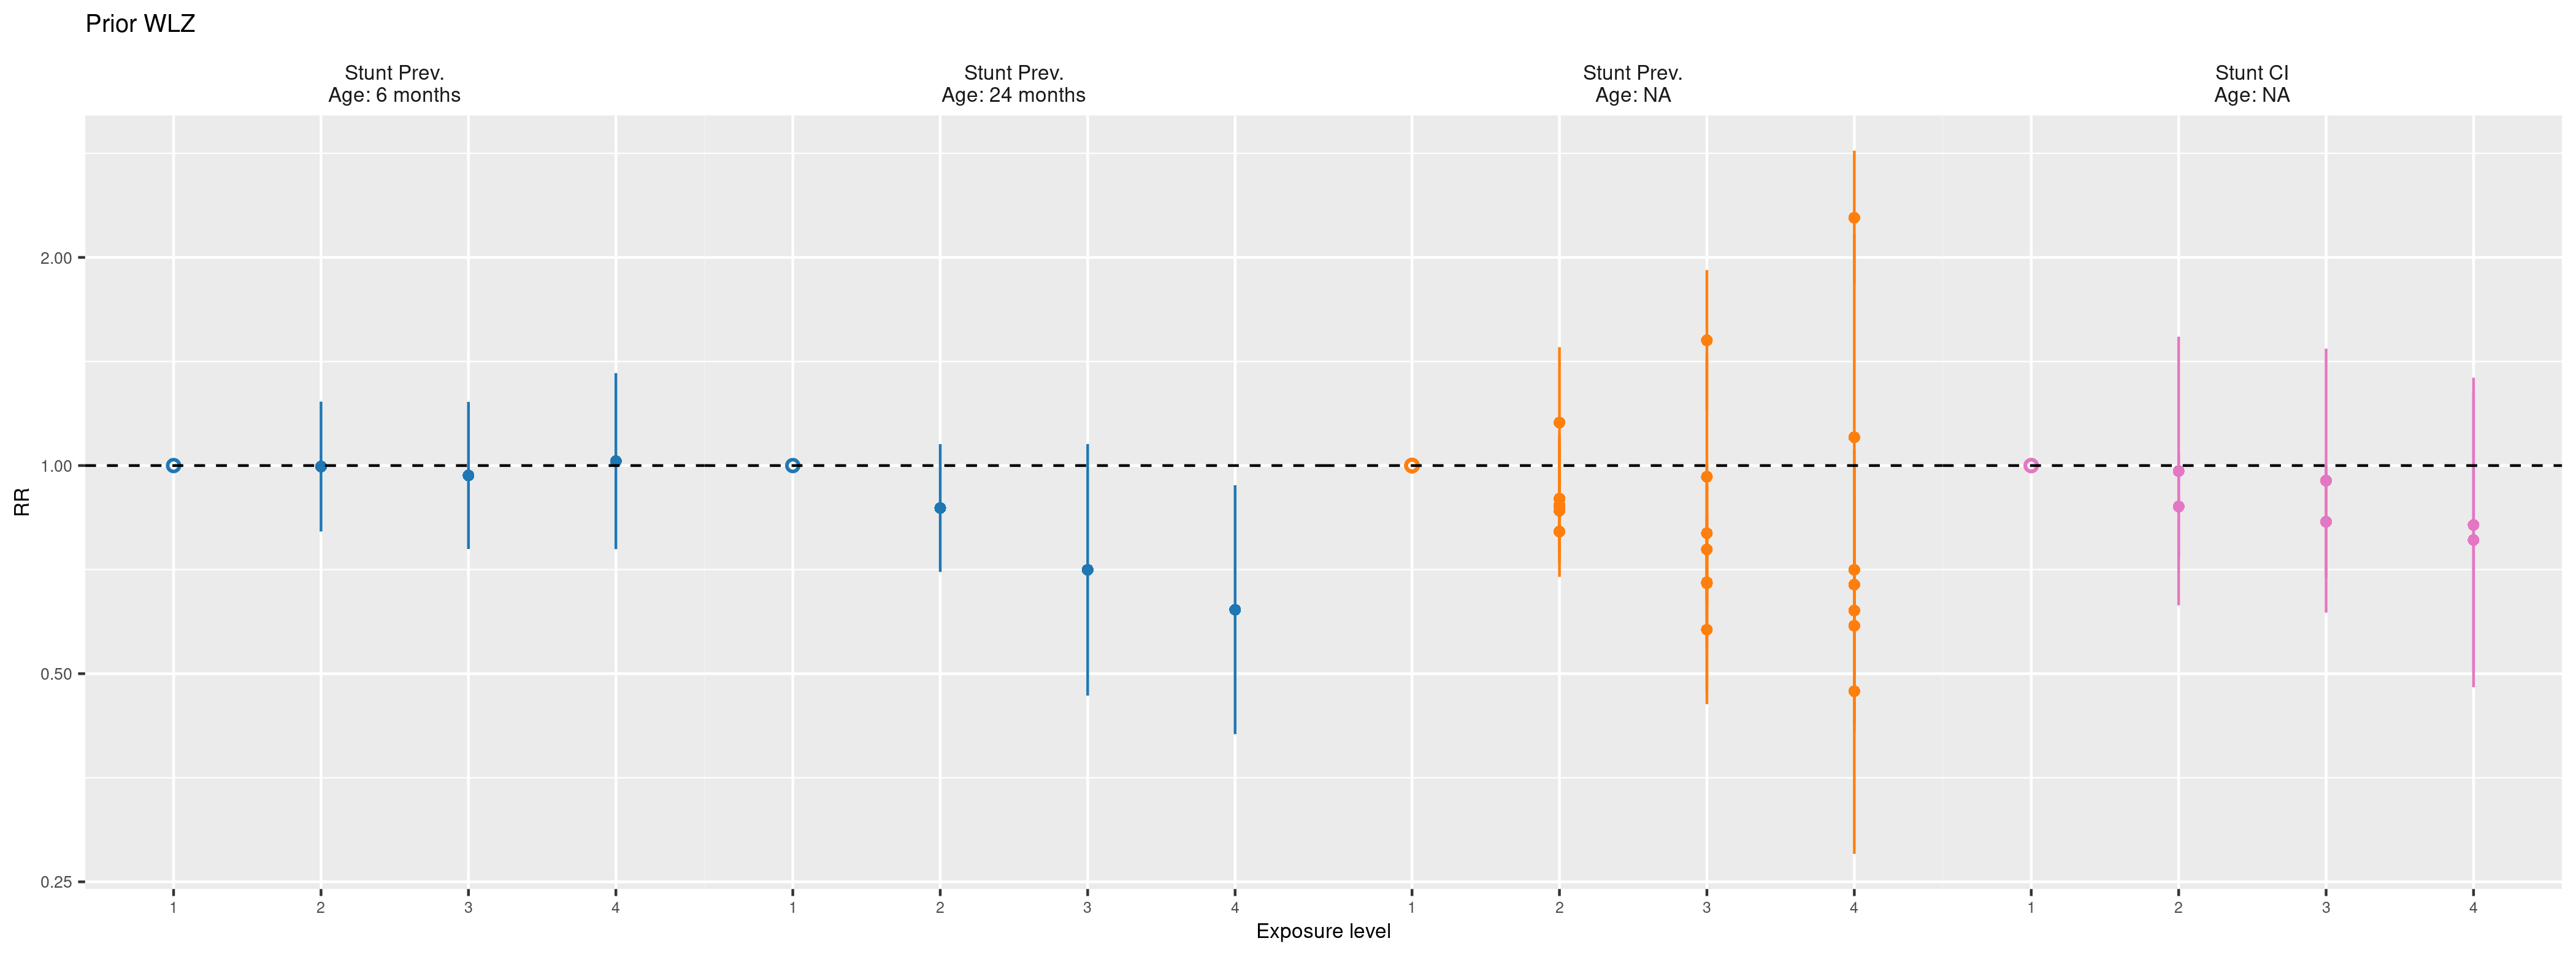 Prior WLZ
Stunt Prev.
Age: 6 months
Stunt Prev.
Age: 24 months
Stunt Prev.
Age: NA
Stunt CI
Age: NA
2.00
1.00
0.50
0.25
RR
1 2 3 4 1 2 3 4 1 2 3 4 1 2 3 4
Exposure level